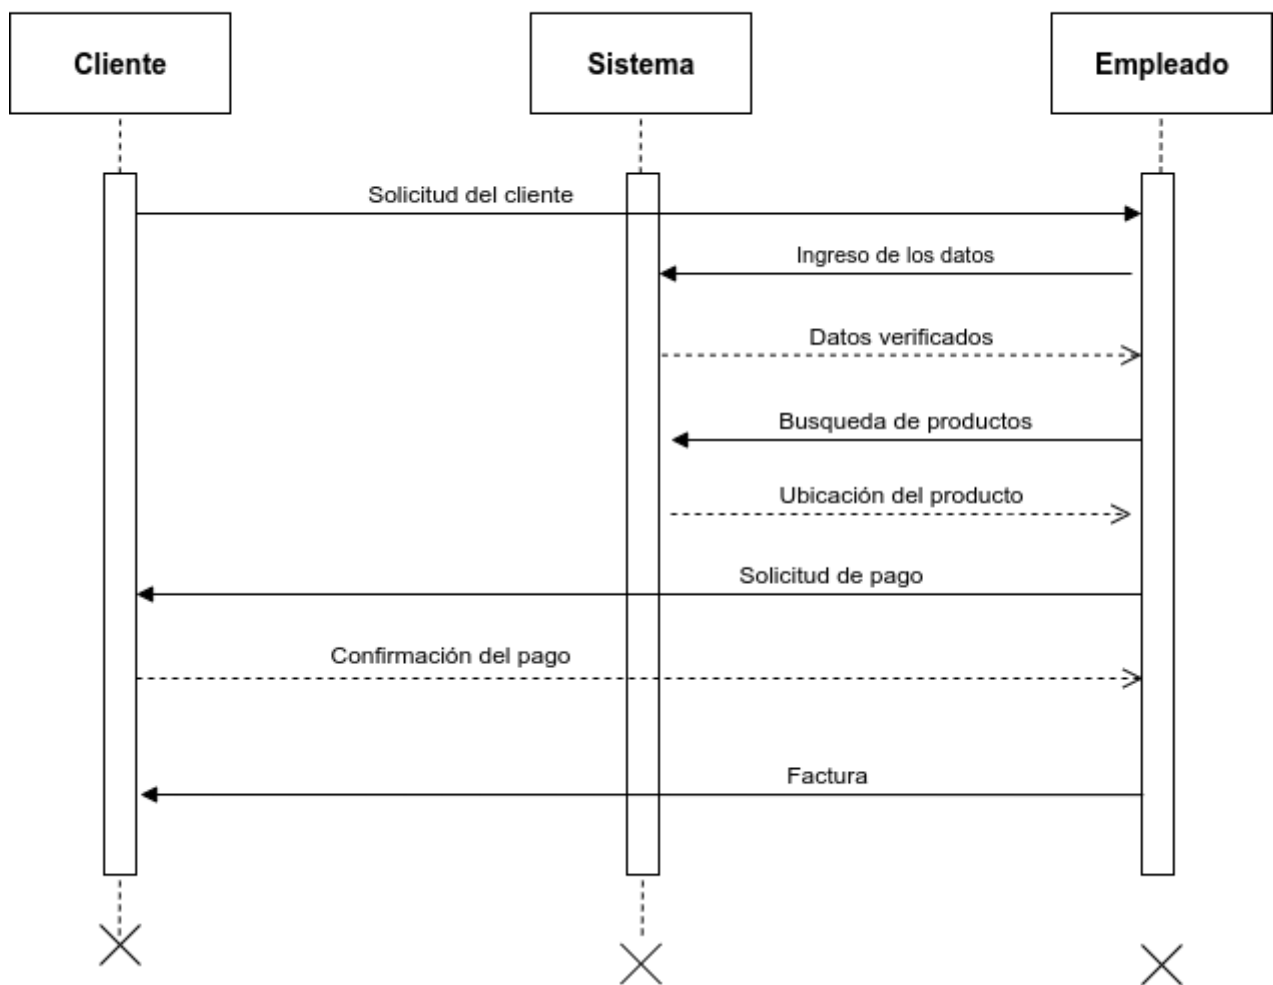 Cliente
Sistema
Empleado
Solicitud del cliente
Ingreso de los datos
Datos verificados
Busqueda de productos
Ubicación del producto
Solicitud de pago
Confirmación del pago
Factura